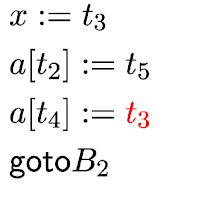 x := t₃
a[t₂] := t₅
a[t₄] := t₃
gotoB₂